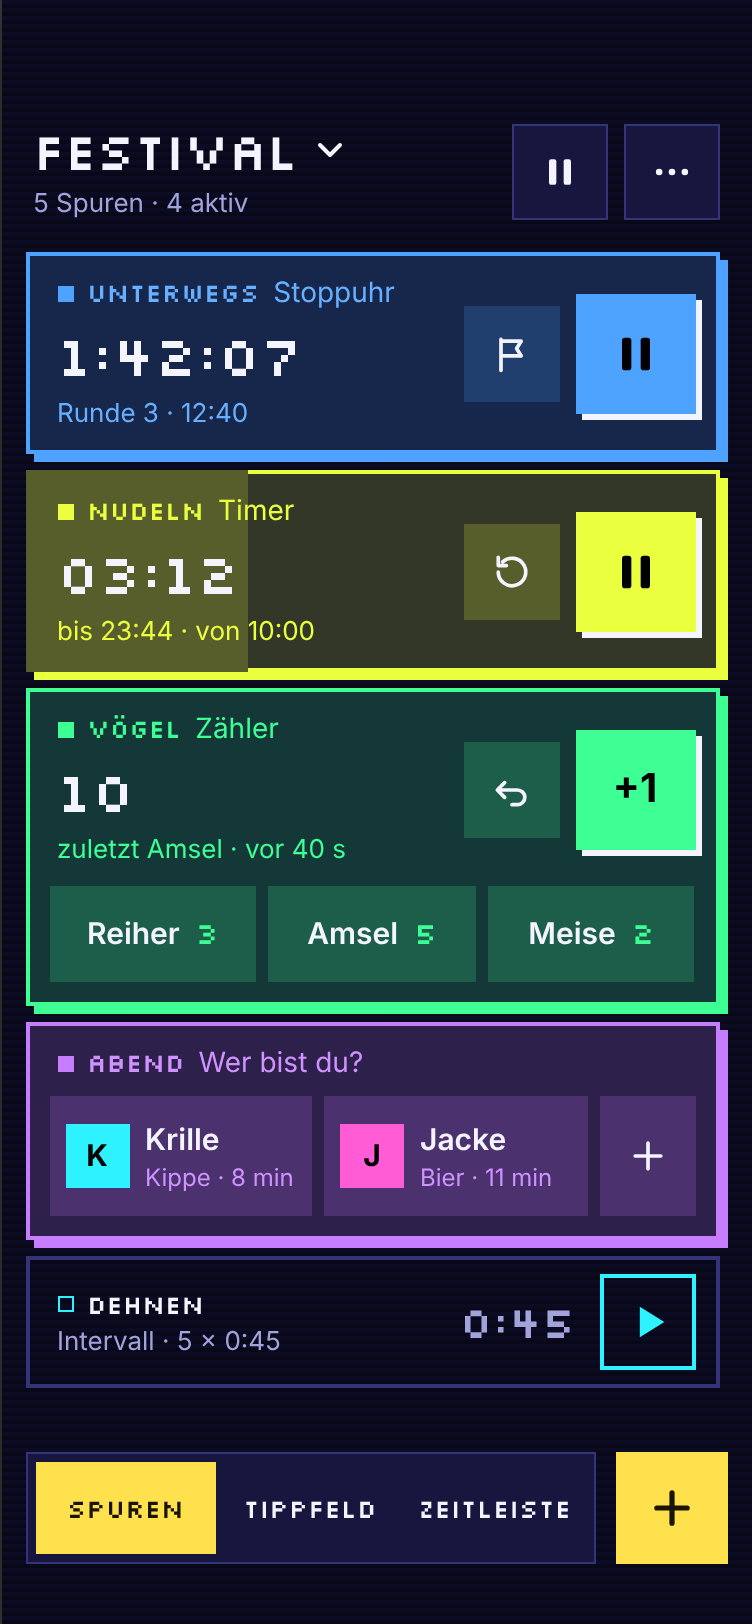 FESTIVAL
5 Spuren · 4 aktiv
UNTERWEGS Stoppuhr
1:42:07
Runde 3 · 12:40
NUDELN Timer
03:12
bis 23:44 · von 10:00
VÖGEL Zähler
10
+1
zuletzt Amsel · vor 40 s
Reiher 3 Amsel 5 Meise 2
ABEND Wer bist du?
K Krille J Jacke
Kippe · 8 min Bier · 11 min
DEHNEN
0:45
Intervall · 5 × 0:45
SPUREN TIPPFELD ZEITLEISTE